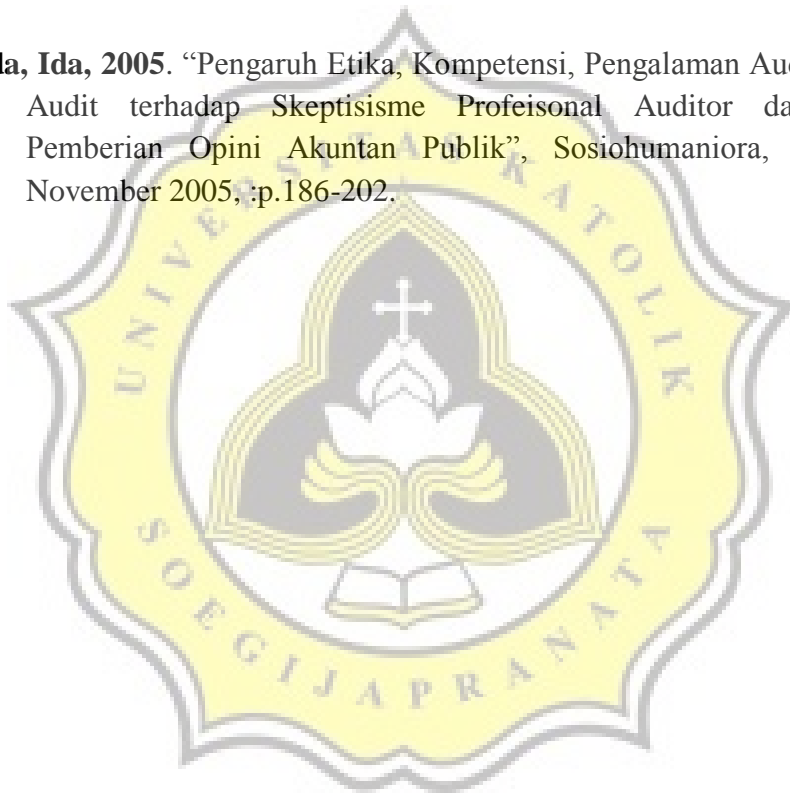 la, Ida, 2005. “Pengaruh Etika, Kompetensi, Pengalaman Aud
Audit terhadap Skeptisisme Profeisonal Auditor da
Pemberian Opini Akuntan Publik”, Sosiohumaniora,
November 2005, :p.186-202.
UNIVERSITAS KATOLIK
SOEGIJAPRANATA